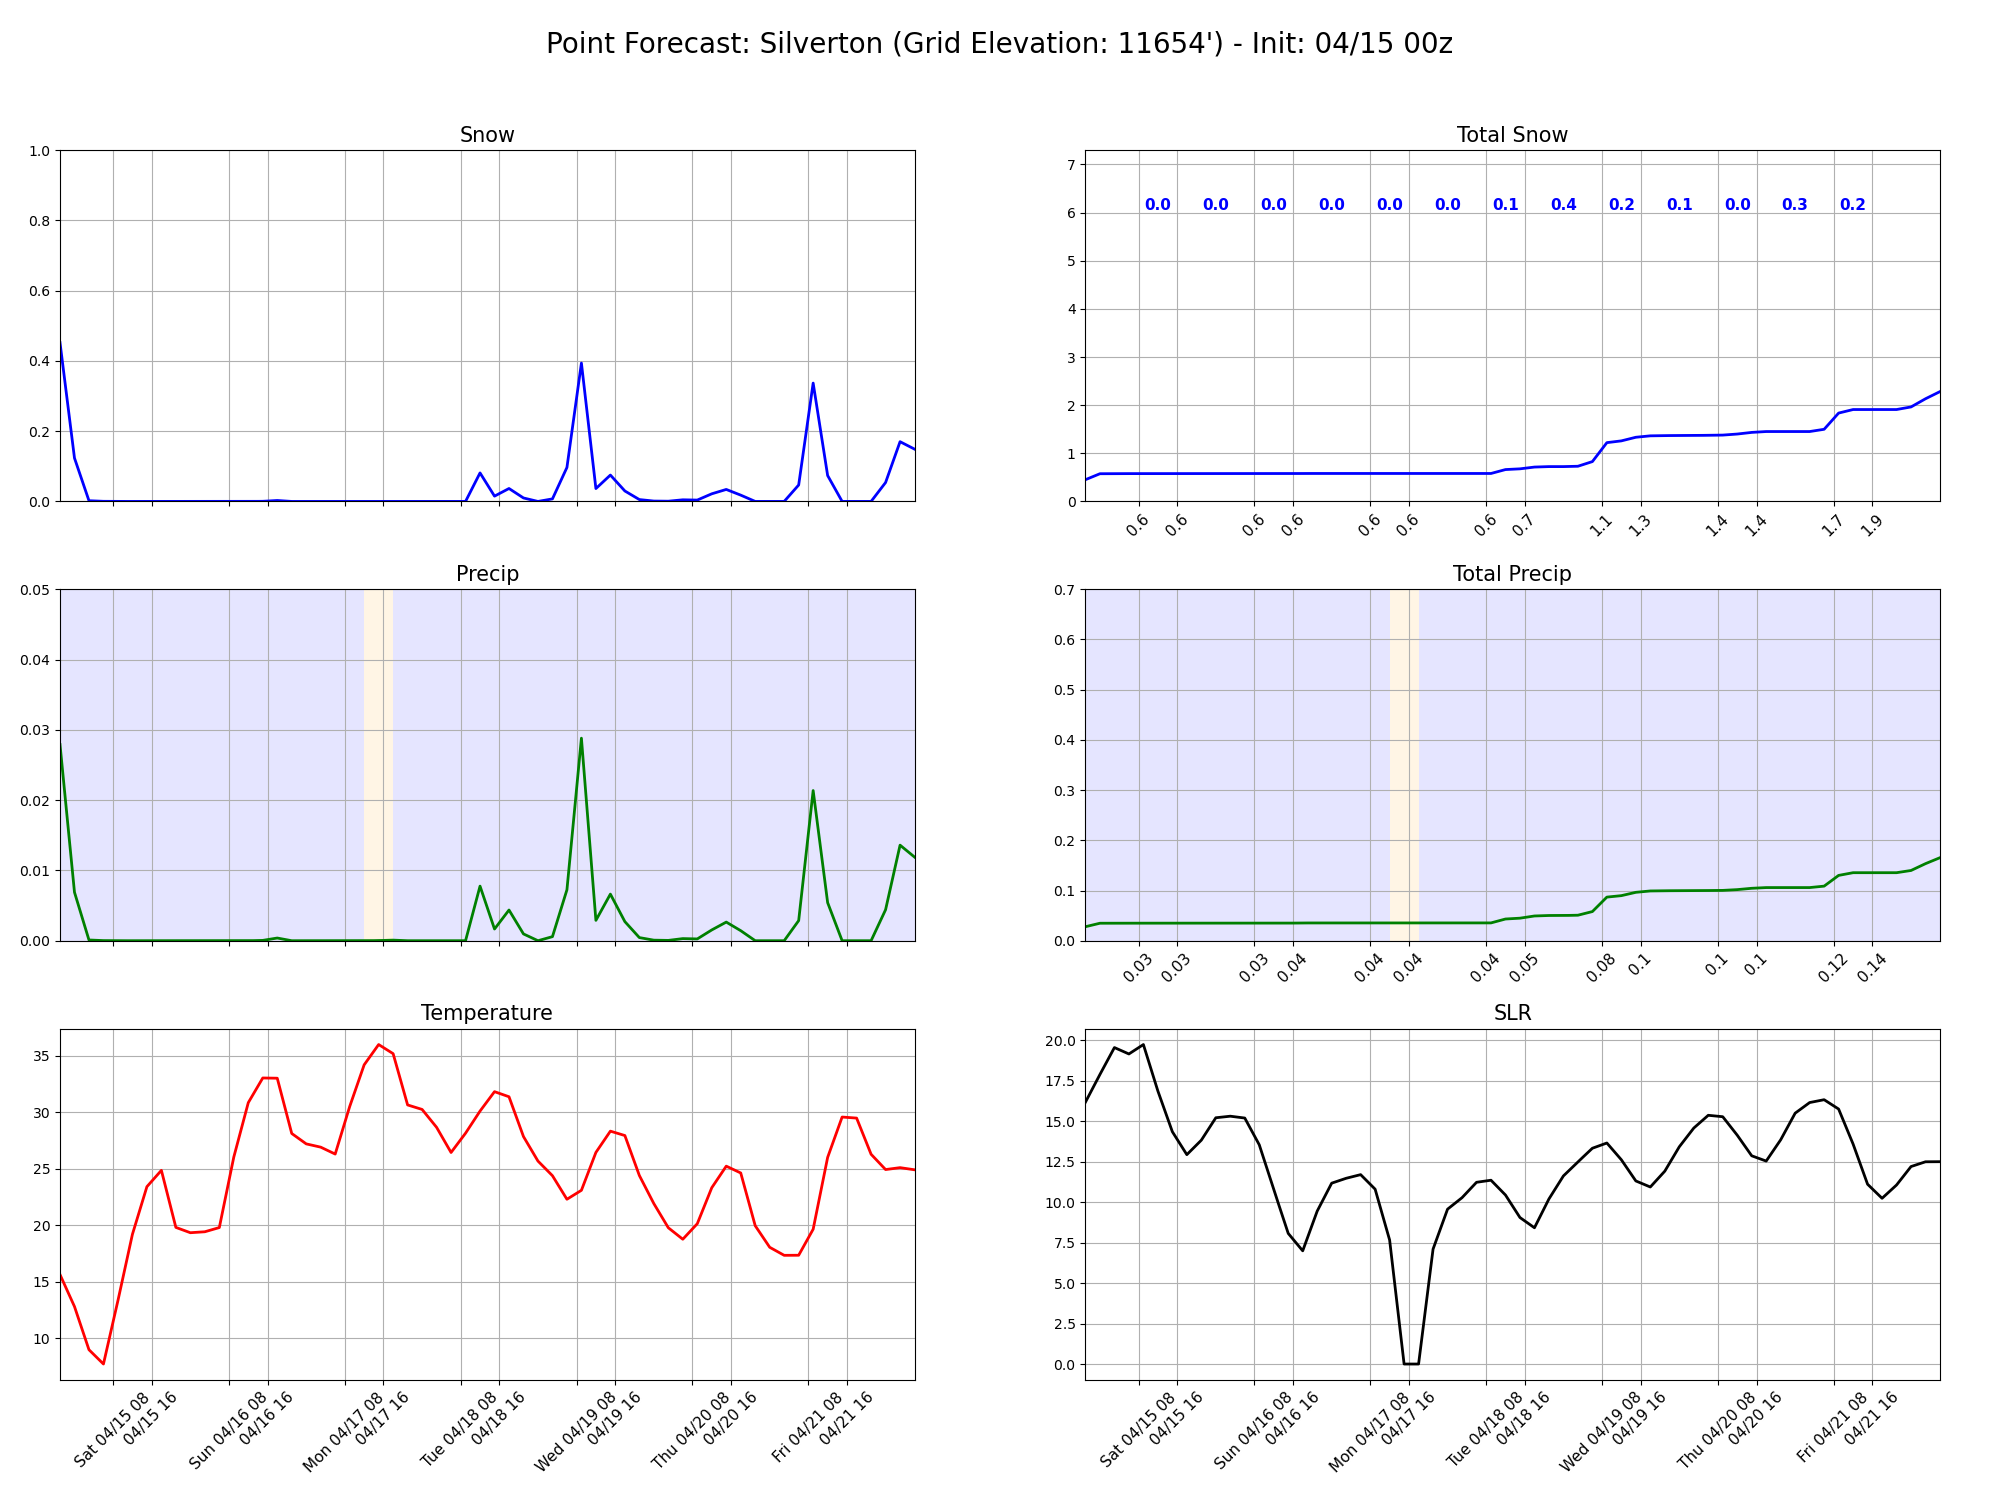 Point Forecast: Silverton (Grid Elevation: 11654') - Init: 04/15 00z
Snow
1.0
0.8
0.6
0.4
0.2
0.0
Total Snow
7
6
5
4
3
2
1
0
0.0 0.0 0.0 0.0 0.0 0.0 0.1 0.4 0.2 0.1 0.0 0.3 0.2
0.6 0.6 0.6 0.6 0.6 0.6 0.6 0.7 1.1 1.3 1.4 1.4 1.7 1.9
Precip
0.05
0.04
0.03
0.02
0.01
0.00
Total Precip
0.7
0.6
0.5
0.4
0.3
0.2
0.1
0.0
0.03 0.03 0.03 0.04 0.04 0.04 0.04 0.05 0.08 0.1 0.1 0.1 0.12 0.14
Temperature
35
30
25
20
15
10
Sat 04/15 08
04/15 16
Sun 04/16 08
04/16 16
Mon 04/17 08
04/17 16
Tue 04/18 08
04/18 16
Wed 04/19 08
04/19 16
Thu 04/20 08
04/20 16
Fri 04/21 08
04/21 16
SLR
20.0
17.5
15.0
12.5
10.0
7.5
5.0
2.5
0.0
Sat 04/15 08
04/15 16
Sun 04/16 08
04/16 16
Mon 04/17 08
04/17 16
Tue 04/18 08
04/18 16
Wed 04/19 08
04/19 16
Thu 04/20 08
04/20 16
Fri 04/21 08
04/21 16